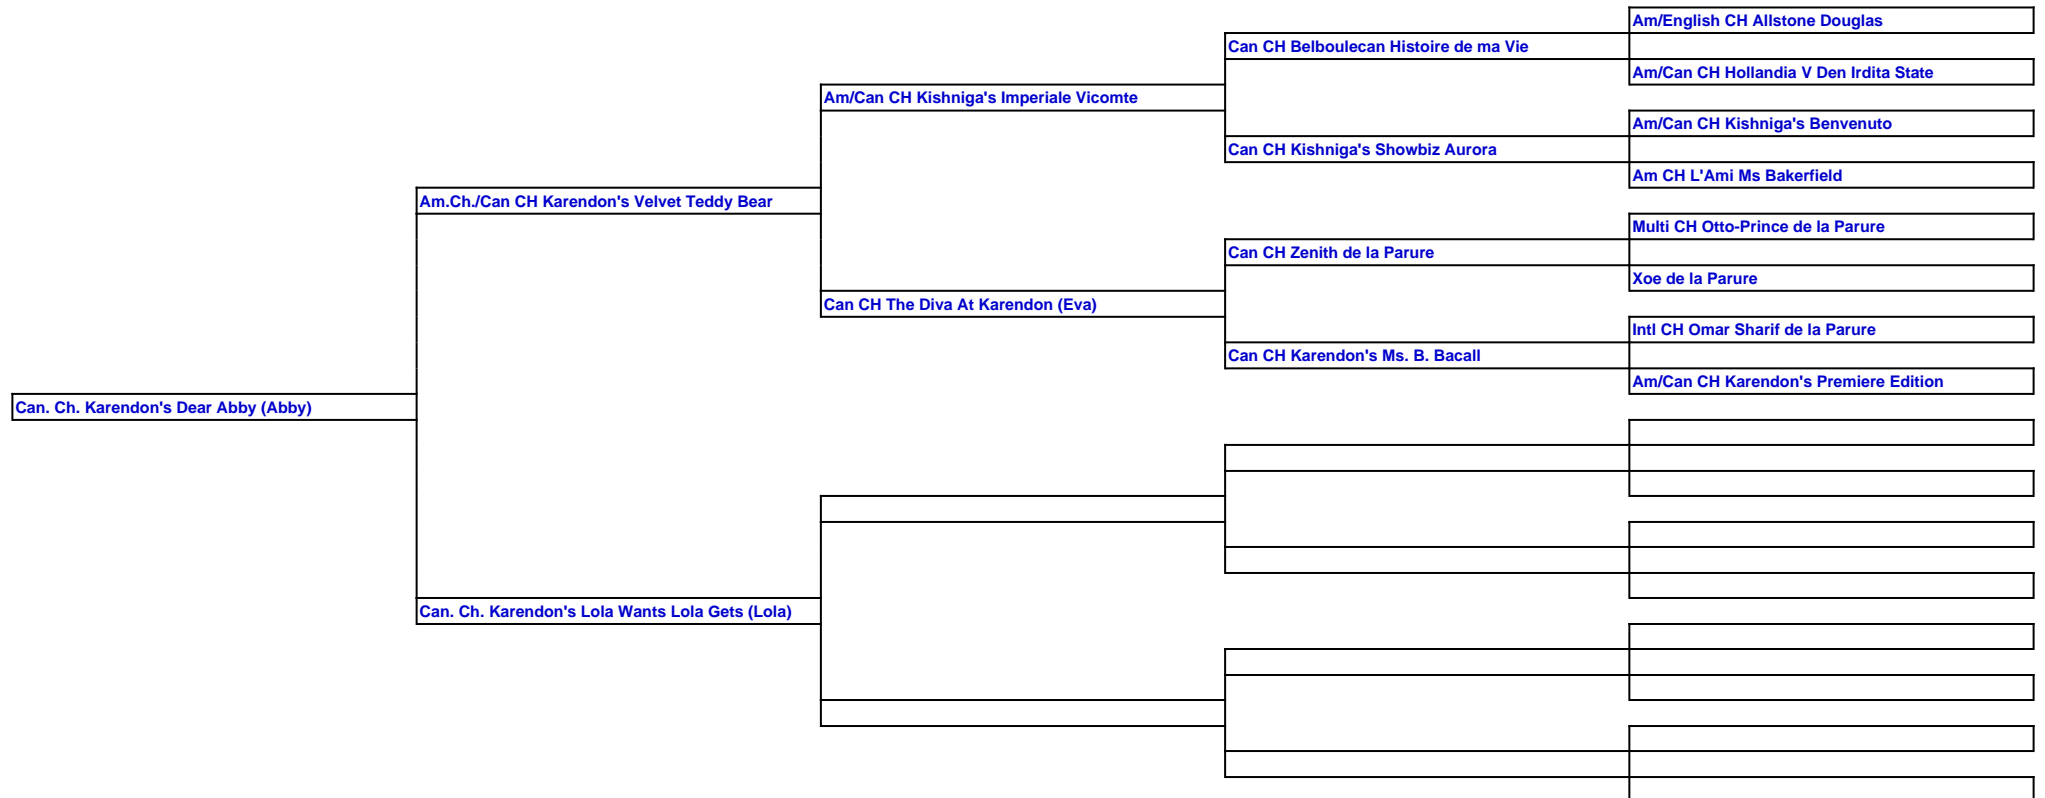 Am/English CH Allstone Douglas
Can CH Belboulecan Histoire de ma Vie
Am/Can CH Hollandia V Den Irdita State
Am/Can CH Kishniga's Imperiale Vicomte
Am/Can CH Kishniga's Benvenuto
Can CH Kishniga's Showbiz Aurora
Am CH L'Ami Ms Bakerfield
Am.Ch./Can CH Karendon's Velvet Teddy Bear
Multi CH Otto-Prince de la Parure
Can CH Zenith de la Parure
Xoe de la Parure
Can CH The Diva At Karendon (Eva)
Intl CH Omar Sharif de la Parure
Can CH Karendon's Ms. B. Bacall
Am/Can CH Karendon's Premiere Edition
Can. Ch. Karendon's Dear Abby (Abby)
Can. Ch. Karendon's Lola Wants Lola Gets (Lola)